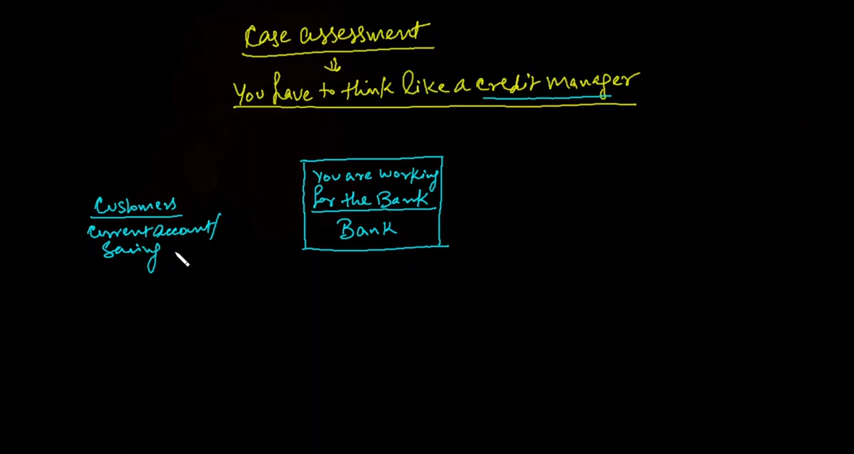 Case assessment
You have to think like a credit manager
You are working
for the Bank
Bank
Customers
Current account/
Saving